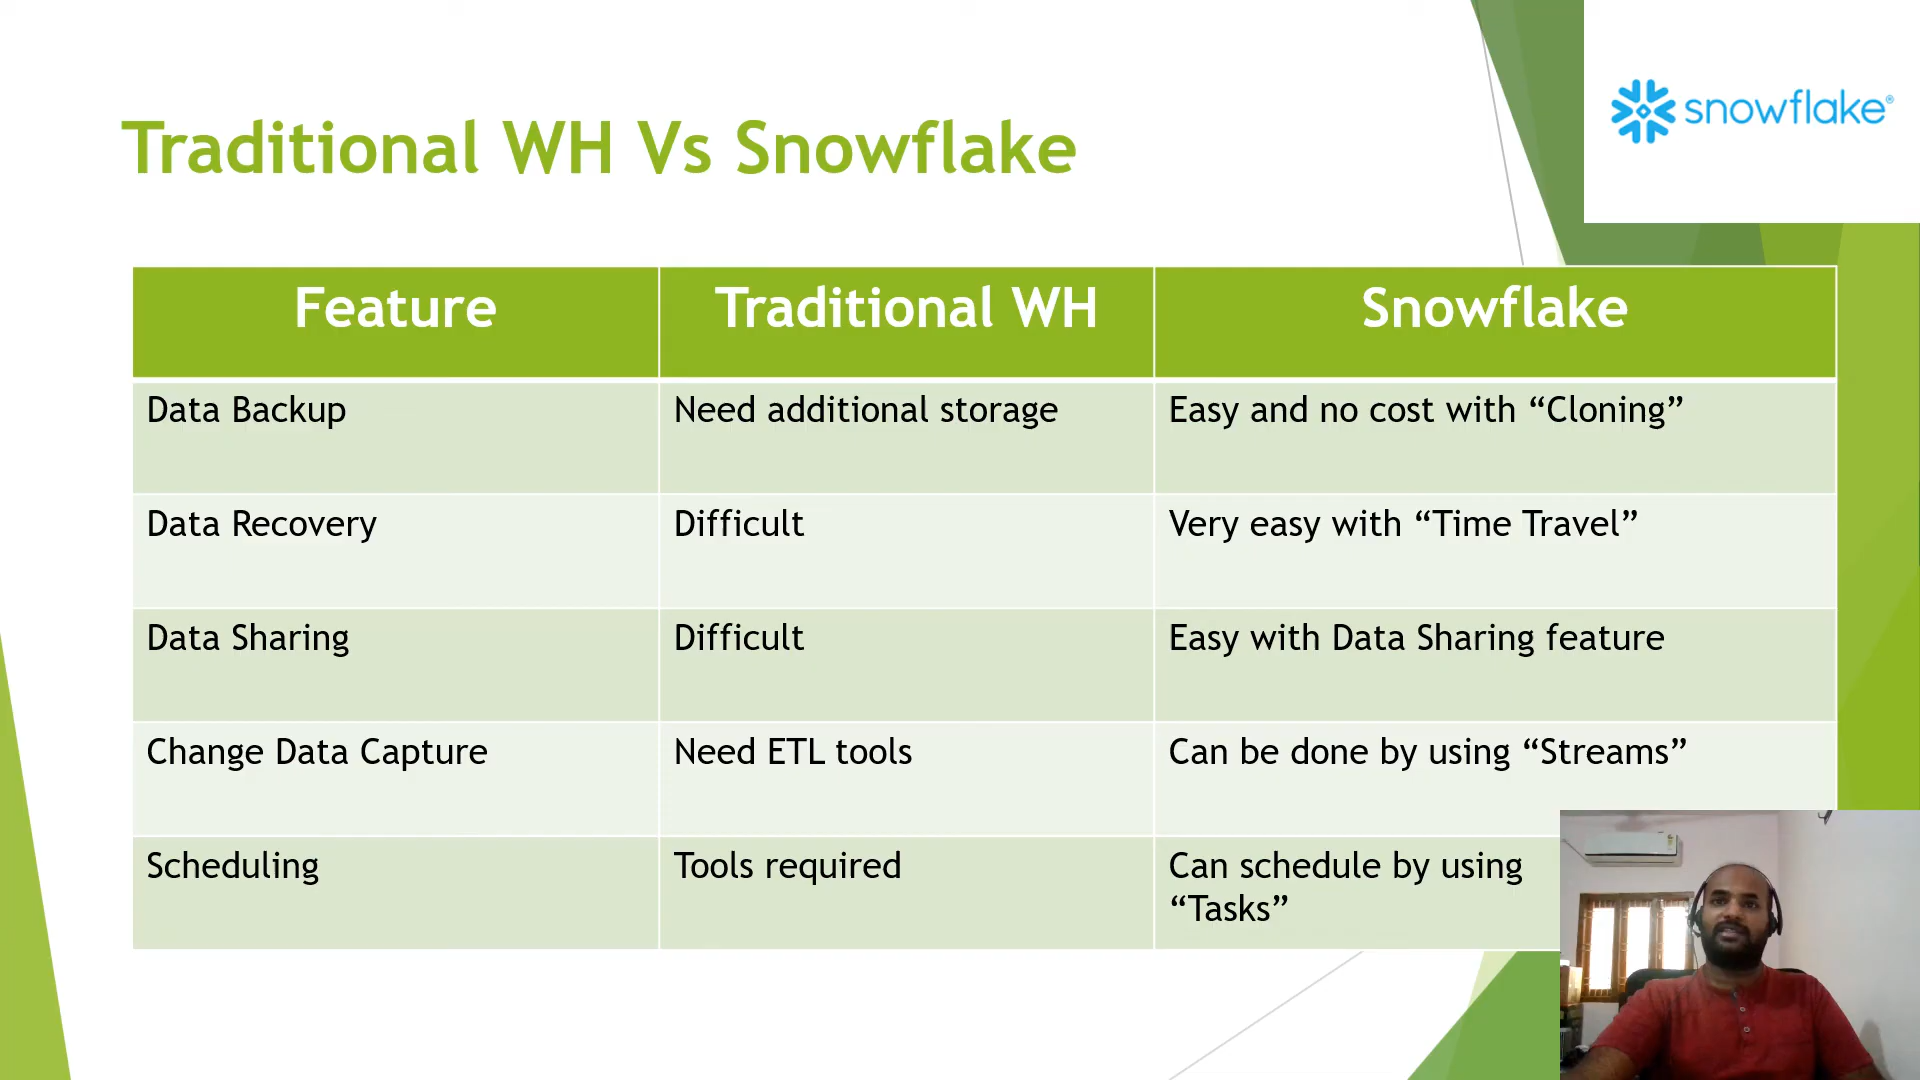 Traditional WH Vs Snowflake
snowflake®
Feature Traditional WH Snowflake
Data Backup Need additional storage Easy and no cost with “Cloning”
Data Recovery Difficult Very easy with “Time Travel”
Data Sharing Difficult Easy with Data Sharing feature
Change Data Capture Need ETL tools Can be done by using “Streams”
Scheduling Tools required Can schedule by using
“Tasks”